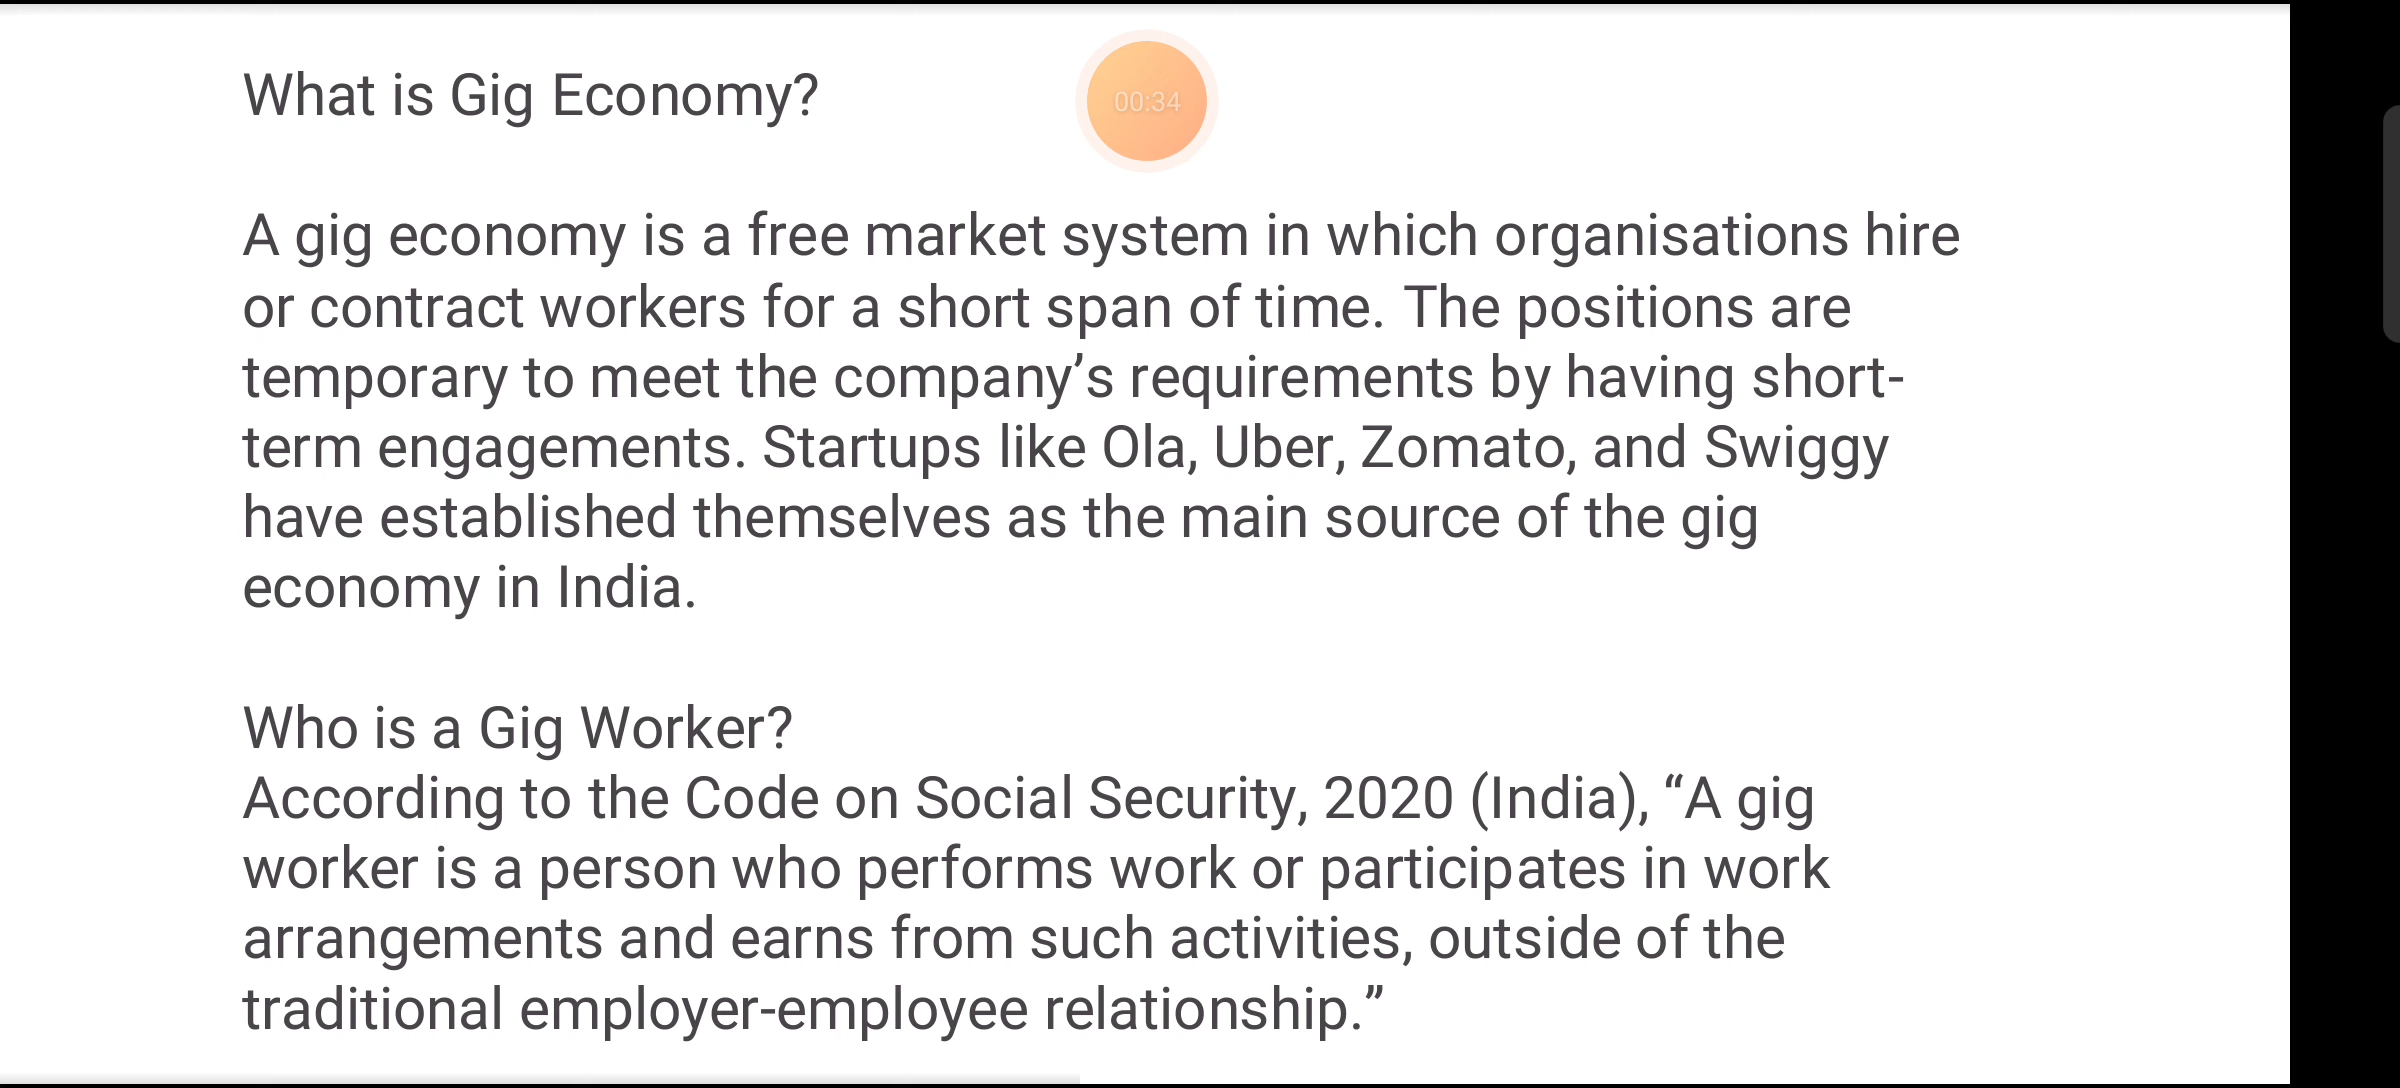 What is Gig Economy?
00:34
A gig economy is a free market system in which organisations hire
or contract workers for a short span of time. The positions are
temporary to meet the company’s requirements by having short-
term engagements. Startups like Ola, Uber, Zomato, and Swiggy
have established themselves as the main source of the gig
economy in India.
Who is a Gig Worker?
According to the Code on Social Security, 2020 (India), “A gig
worker is a person who performs work or participates in work
arrangements and earns from such activities, outside of the
traditional employer-employee relationship.”